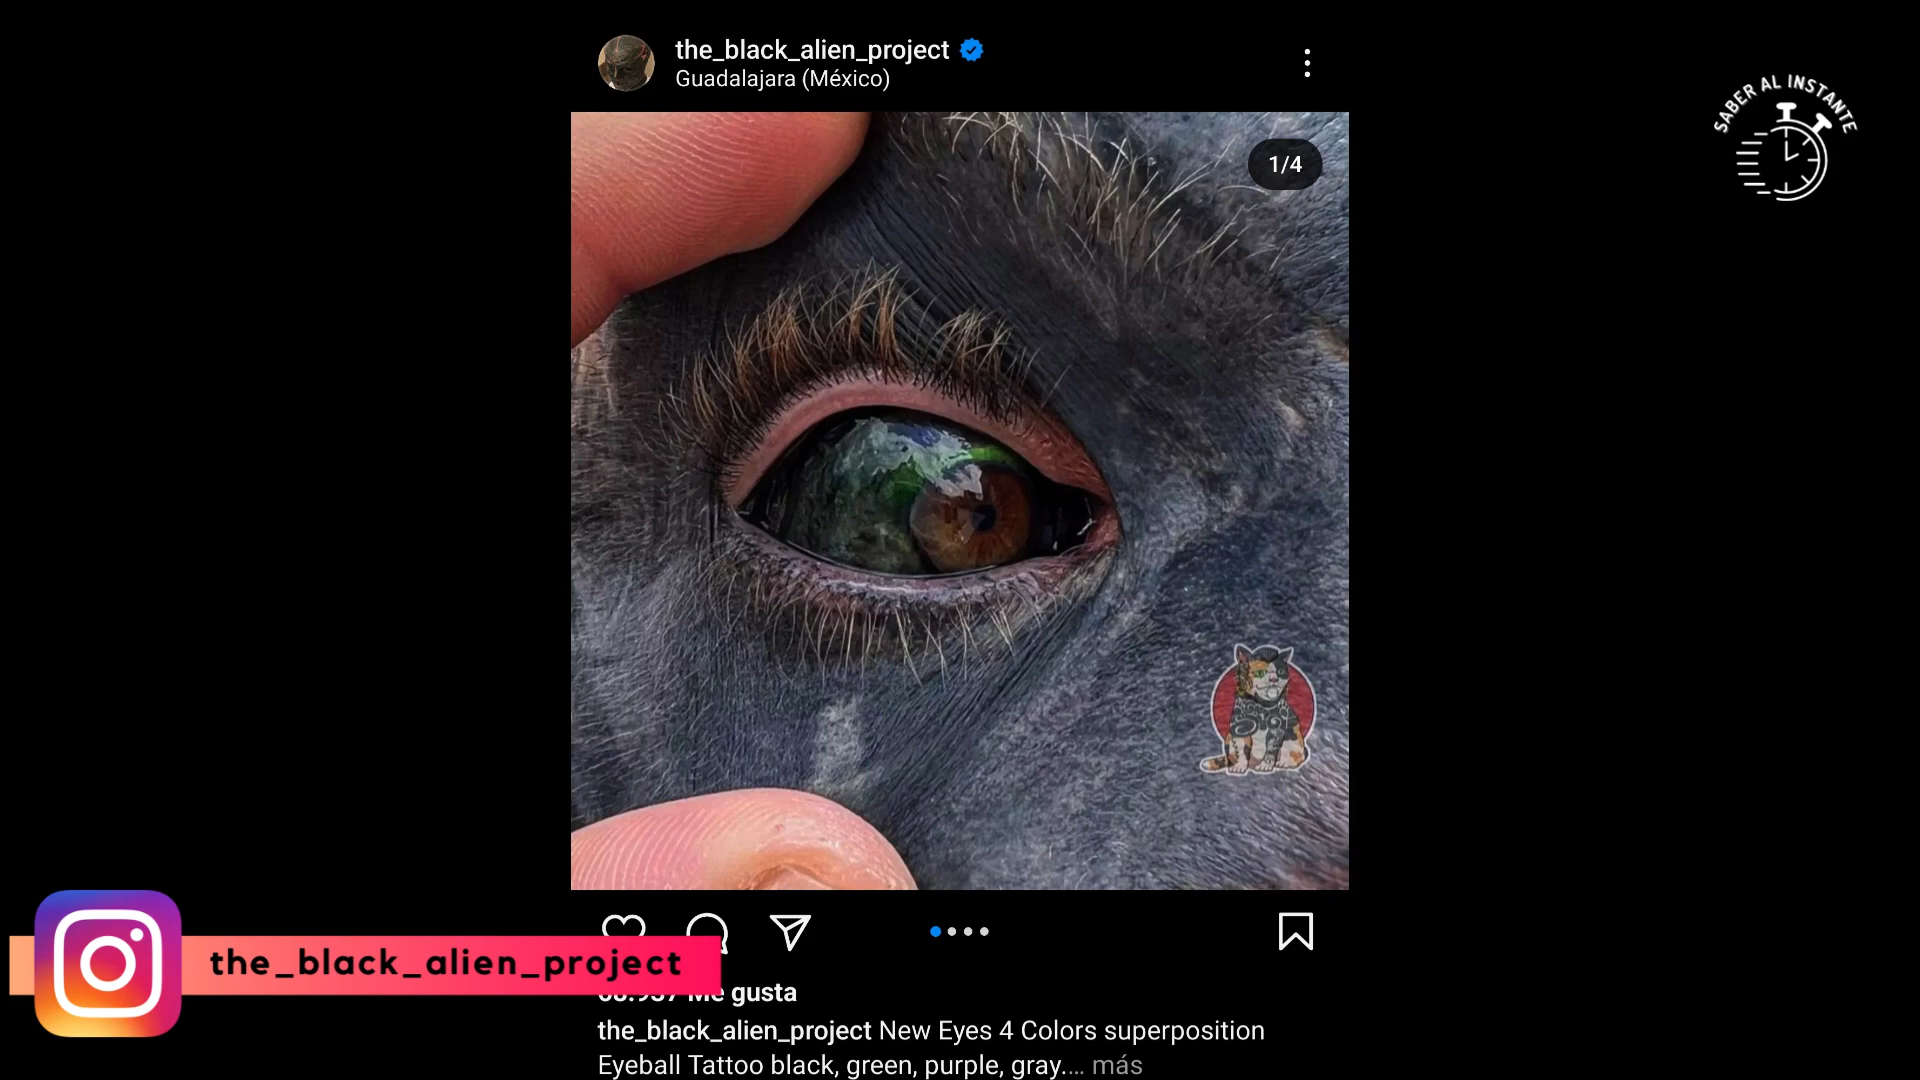 the_black_alien_project
Guadalajara (México)
SABER AL INSTANTE
1/4
the_black_alien_project
Me gusta
the_black_alien_project New Eyes 4 Colors superposition
Eyeball Tattoo black, green, purple, gray.... más